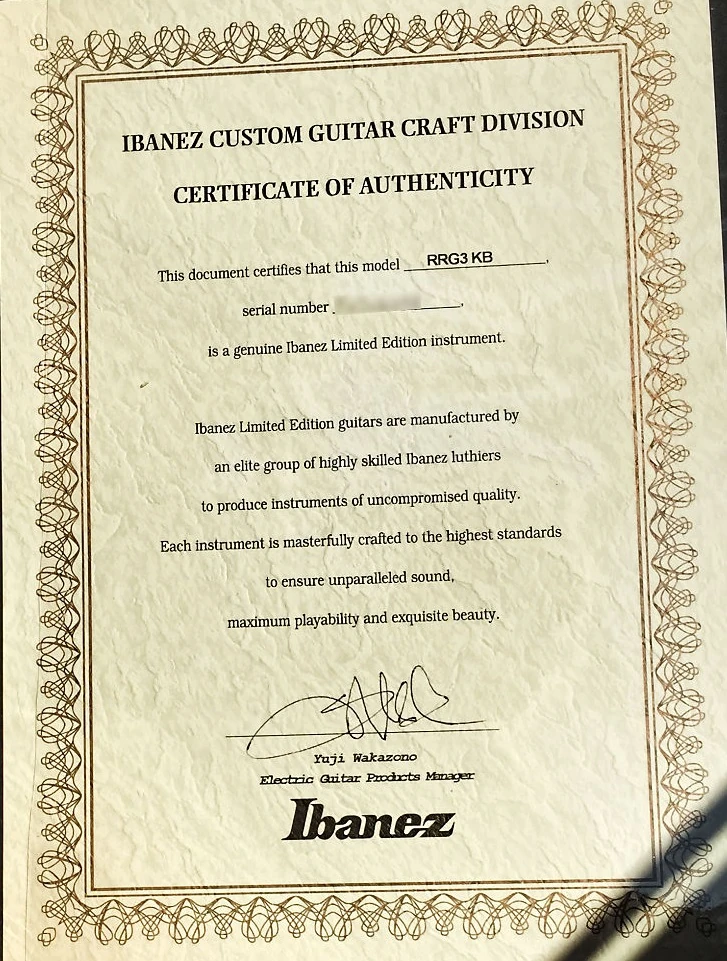 IBANEZ CUSTOM GUITAR CRAFT DIVISION
CERTIFICATE OF AUTHENTICITY
This document certifies that this model RRG3 KB,
serial number ,
is a genuine Ibanez Limited Edition instrument.
Ibanez Limited Edition guitars are manufactured by
an elite group of highly skilled Ibanez luthiers
to produce instruments of uncompromised quality.
Each instrument is masterfully crafted to the highest standards
to ensure unparalleled sound,
maximum playability and exquisite beauty.
Yuji Wakazono
Electric Guitar Products Manager
Ibanez